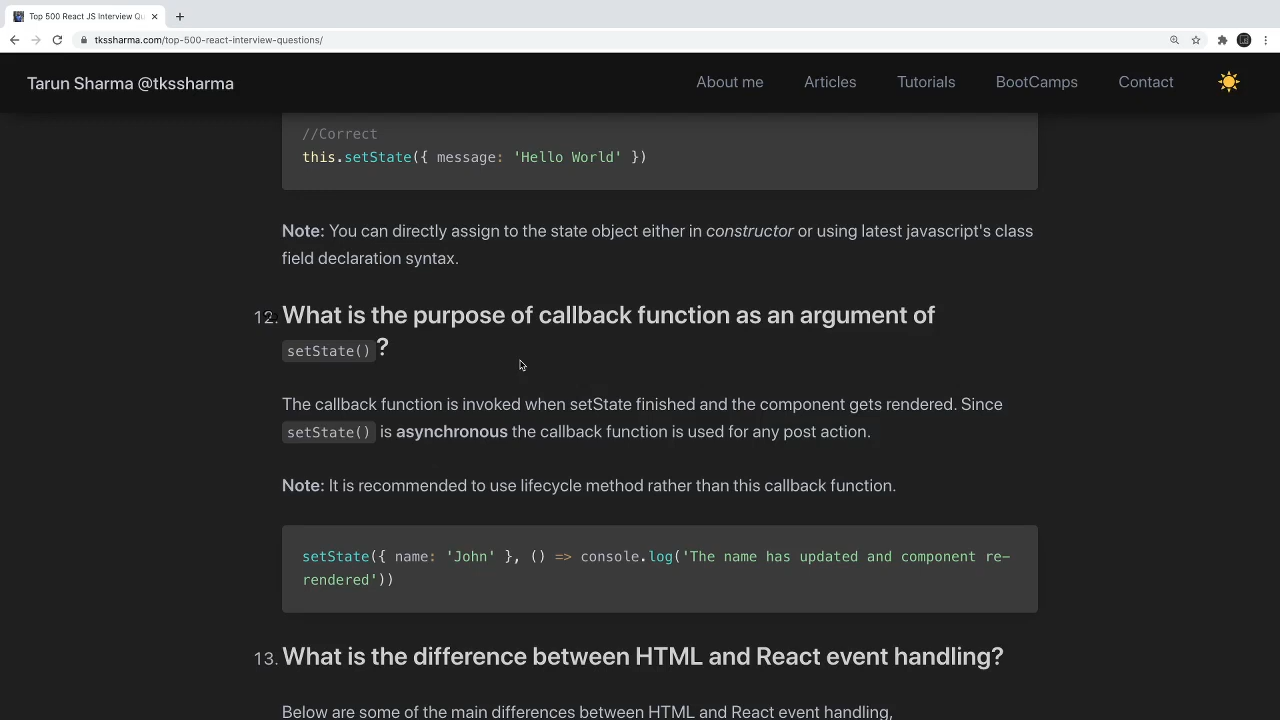 Top 500 React JS Interview Qu
tkssharma.com/top-500-react-interview-questions/
Tarun Sharma @tkssharma
About me
Articles
Tutorials
BootCamps
Contact
//Correct
this.setState({ message: 'Hello World' })
Note: You can directly assign to the state object either in constructor or using latest javascript's class
field declaration syntax.
12. What is the purpose of callback function as an argument of
setState()?
The callback function is invoked when setState finished and the component gets rendered. Since
setState() is asynchronous the callback function is used for any post action.
Note: It is recommended to use lifecycle method rather than this callback function.
setState({ name: 'John' }, () => console.log('The name has updated and component re-
rendered'))
13. What is the difference between HTML and React event handling?
Below are some of the main differences between HTML and React event handling,